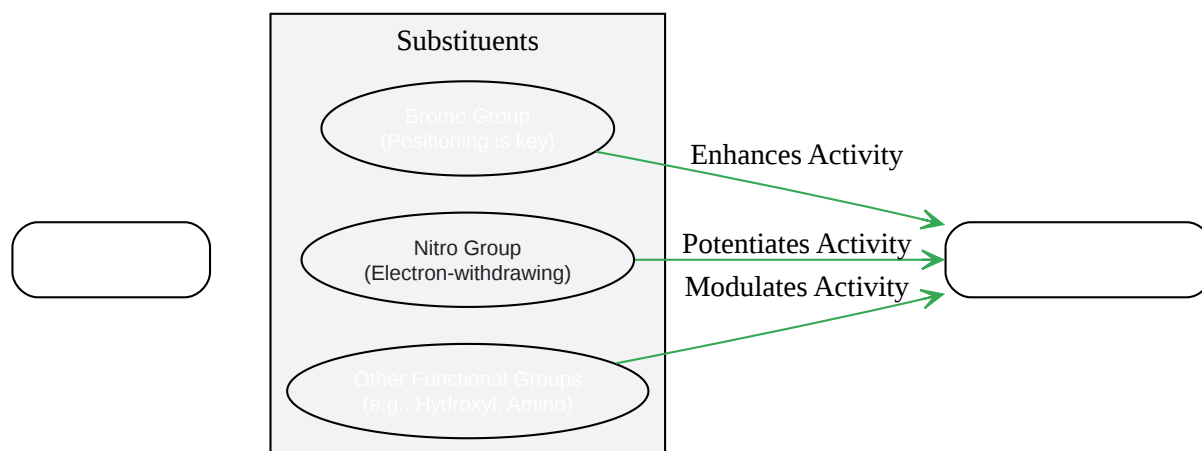 Substituents
Bromo Group
(Positioning is key)
Enhances Activity
Nitro Group
(Electron-withdrawing)
Potentiates Activity
Modulates Activity
Other Functional Groups
(e.g., Hydroxyl, Amino)